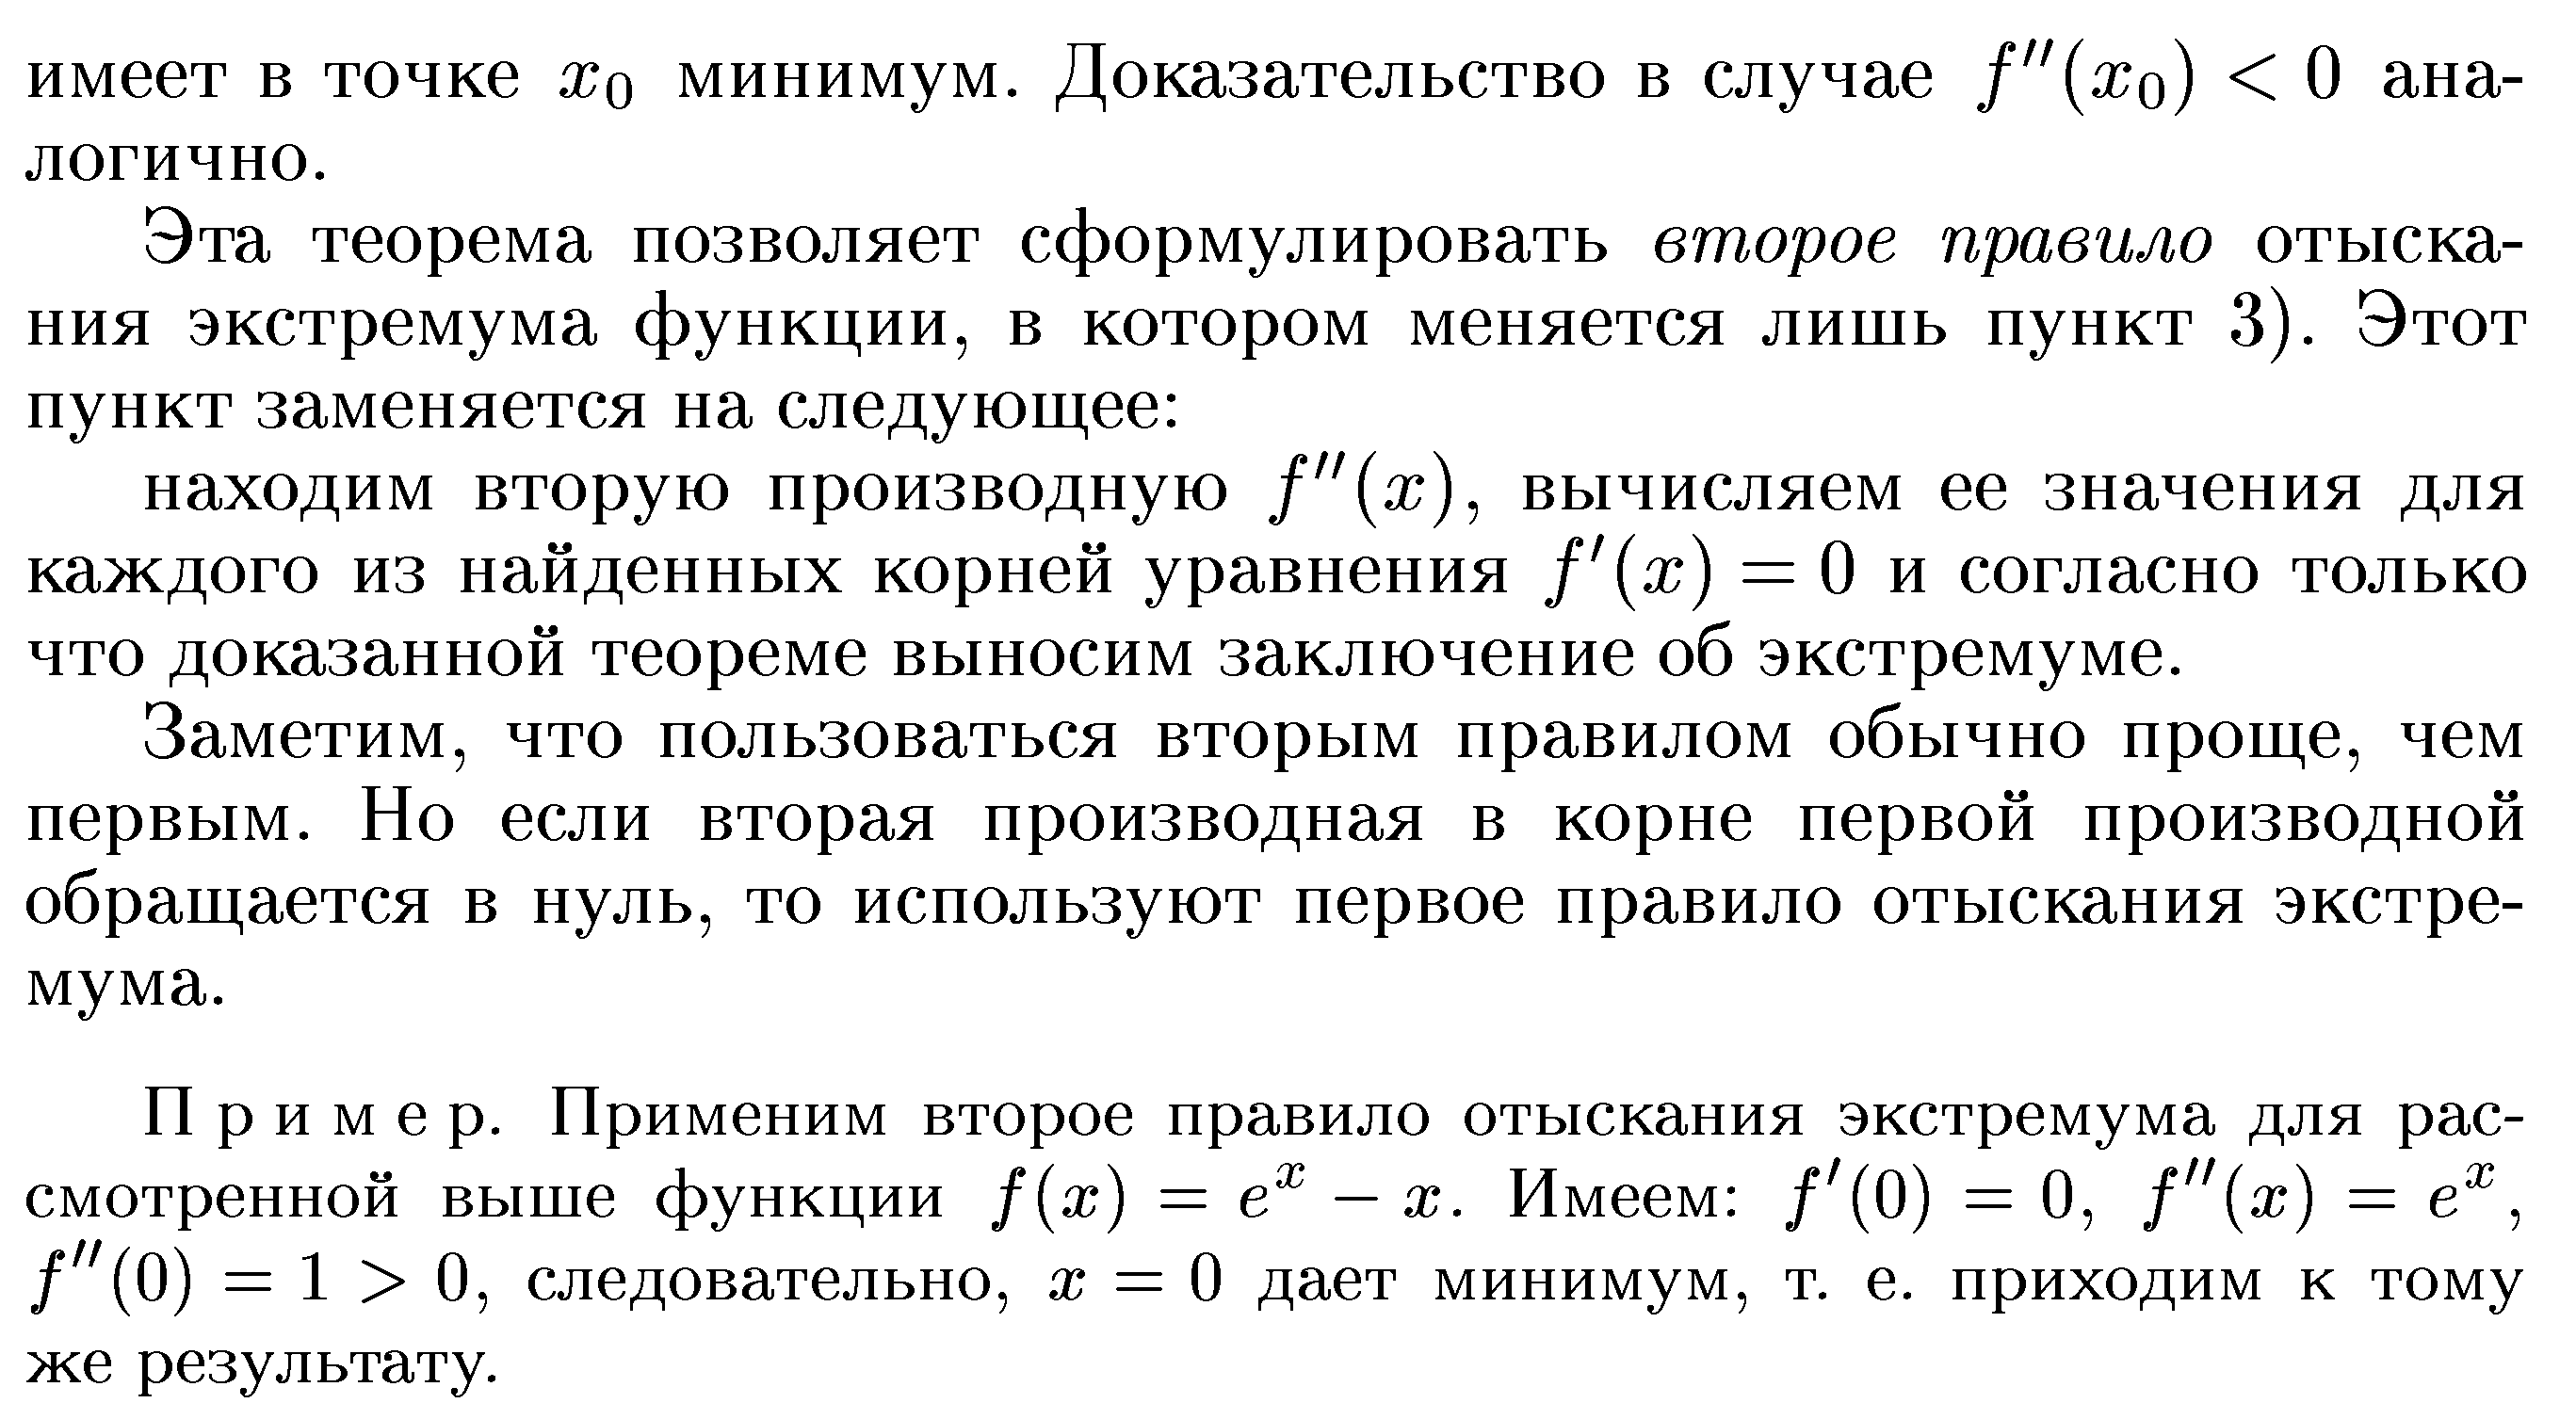 имеет в точке x₀ минимум. Доказательство в случае f″(x₀) < 0 ана-
логично.
Эта теорема позволяет сформулировать второе правило отыска-
ния экстремума функции, в котором меняется лишь пункт 3). Этот
пункт заменяется на следующее:
находим вторую производную f″(x), вычисляем ее значения для
каждого из найденных корней уравнения f′(x) = 0 и согласно только
что доказанной теореме выносим заключение об экстремуме.
Заметим, что пользоваться вторым правилом обычно проще, чем
первым. Но если вторая производная в корне первой производной
обращается в нуль, то используют первое правило отыскания экстре-
мума.
П р и м е р. Применим второе правило отыскания экстремума для рас-
смотренной выше функции f(x) = eˣ − x. Имеем: f′(0) = 0, f″(x) = eˣ,
f″(0) = 1 > 0, следовательно, x = 0 дает минимум, т. е. приходим к тому
же результату.